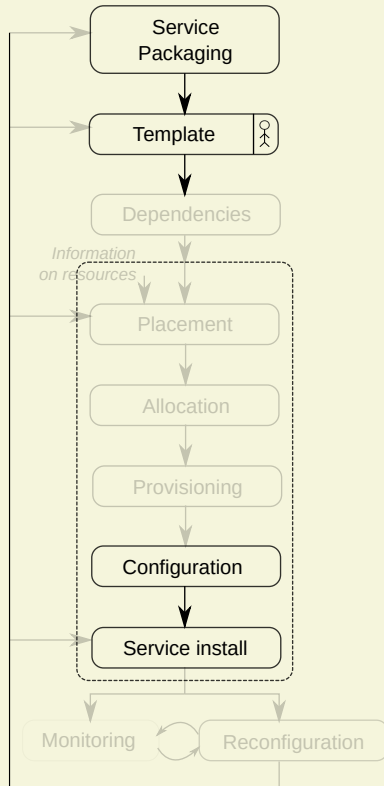 Service
Packaging
Template
Dependencies
Information
on resources
Placement
Allocation
Provisioning
Configuration
Service install
Monitoring
Reconfiguration